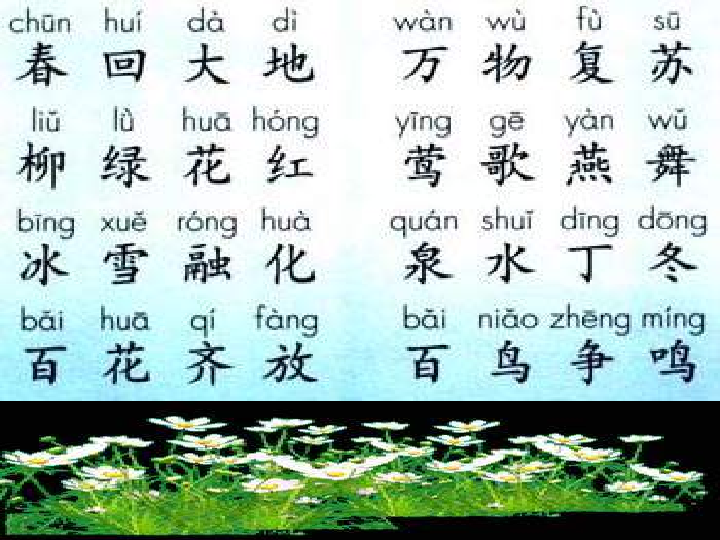 chūn huí dà dì wàn wù fù sū
春回大地 万物复苏
liǔ lǜ huā hóng yīng gē yàn wǔ
柳绿花红 莺歌燕舞
bīng xuě róng huà quán shuǐ dīng dōng
冰雪融化 泉水丁冬
bǎi huā qí fàng bǎi niǎo zhēng míng
百花齐放 百鸟争鸣